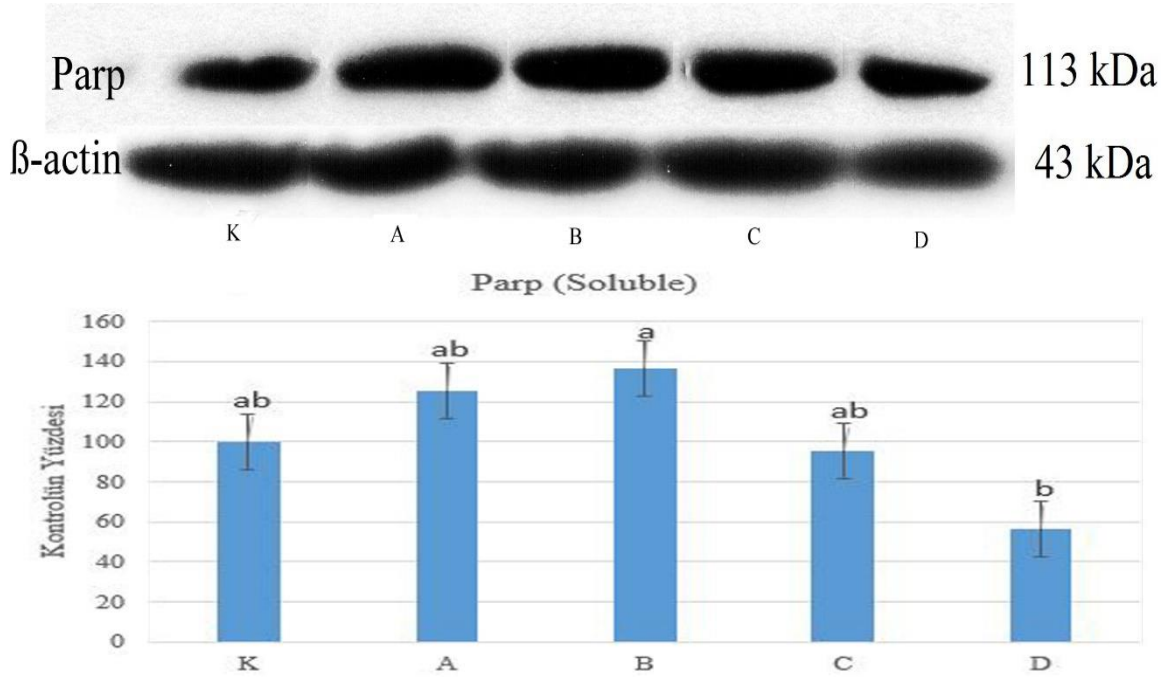 Parp 113 kDa
ß-actin 43 kDa
K A B C D
Parp (Soluble)
Kontrolün Yüzdesi
160
140
120
100
80
60
40
20
0
ab ab a ab b
K A B C D